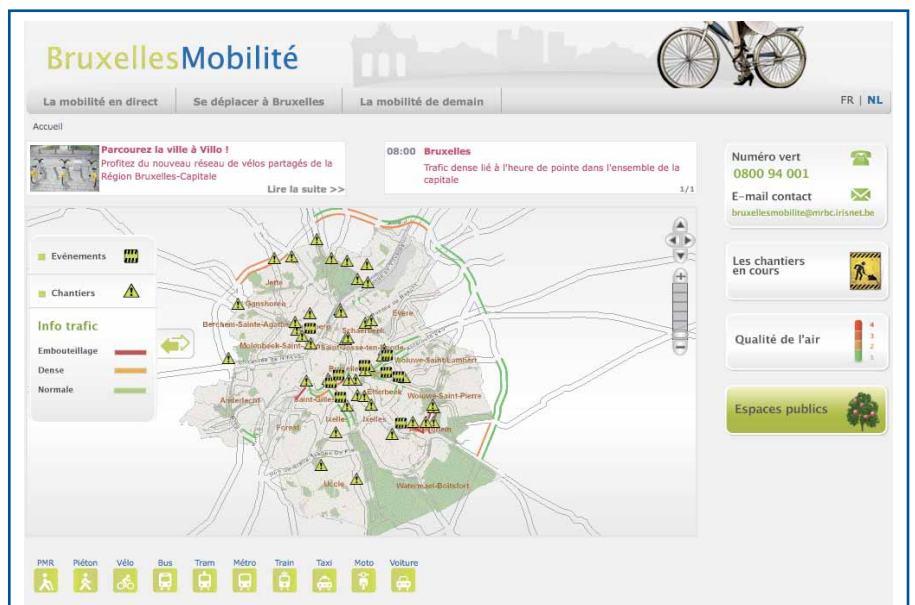 BruxellesMobilité
La mobilité en direct
Se déplacer à Bruxelles
La mobilité de demain
FR | NL
Accueil
Parcourez la ville à Villo !
Profitez du nouveau réseau de vélos partagés de la
Région Bruxelles-Capitale
Lire la suite >>
08:00 Bruxelles
Trafic dense lié à l'heure de pointe dans l'ensemble de la
capitale
1/1
Numéro vert
0800 94 001
E-mail contact
bruxellesmobilite@mrbc.irisnet.be
Evénements
Chantiers
Info trafic
Embouteillage
Dense
Normale
Jette
Ganshoren
Evere
Berchem-Sainte-Agathe
Schaerbeek
Woluwe-Saint-Lambert
Anderlecht
Saint-Gilles
Etterbeek
Woluwe-Saint-Pierre
Ixelles
Ixelles
Forest
Uccle
Watermael-Boitsfort
Les chantiers
en cours
Qualité de l'air
4
3
2
1
Espaces publics
PMR
Piéton
Vélo
Bus
Tram
Métro
Train
Taxi
Moto
Voiture